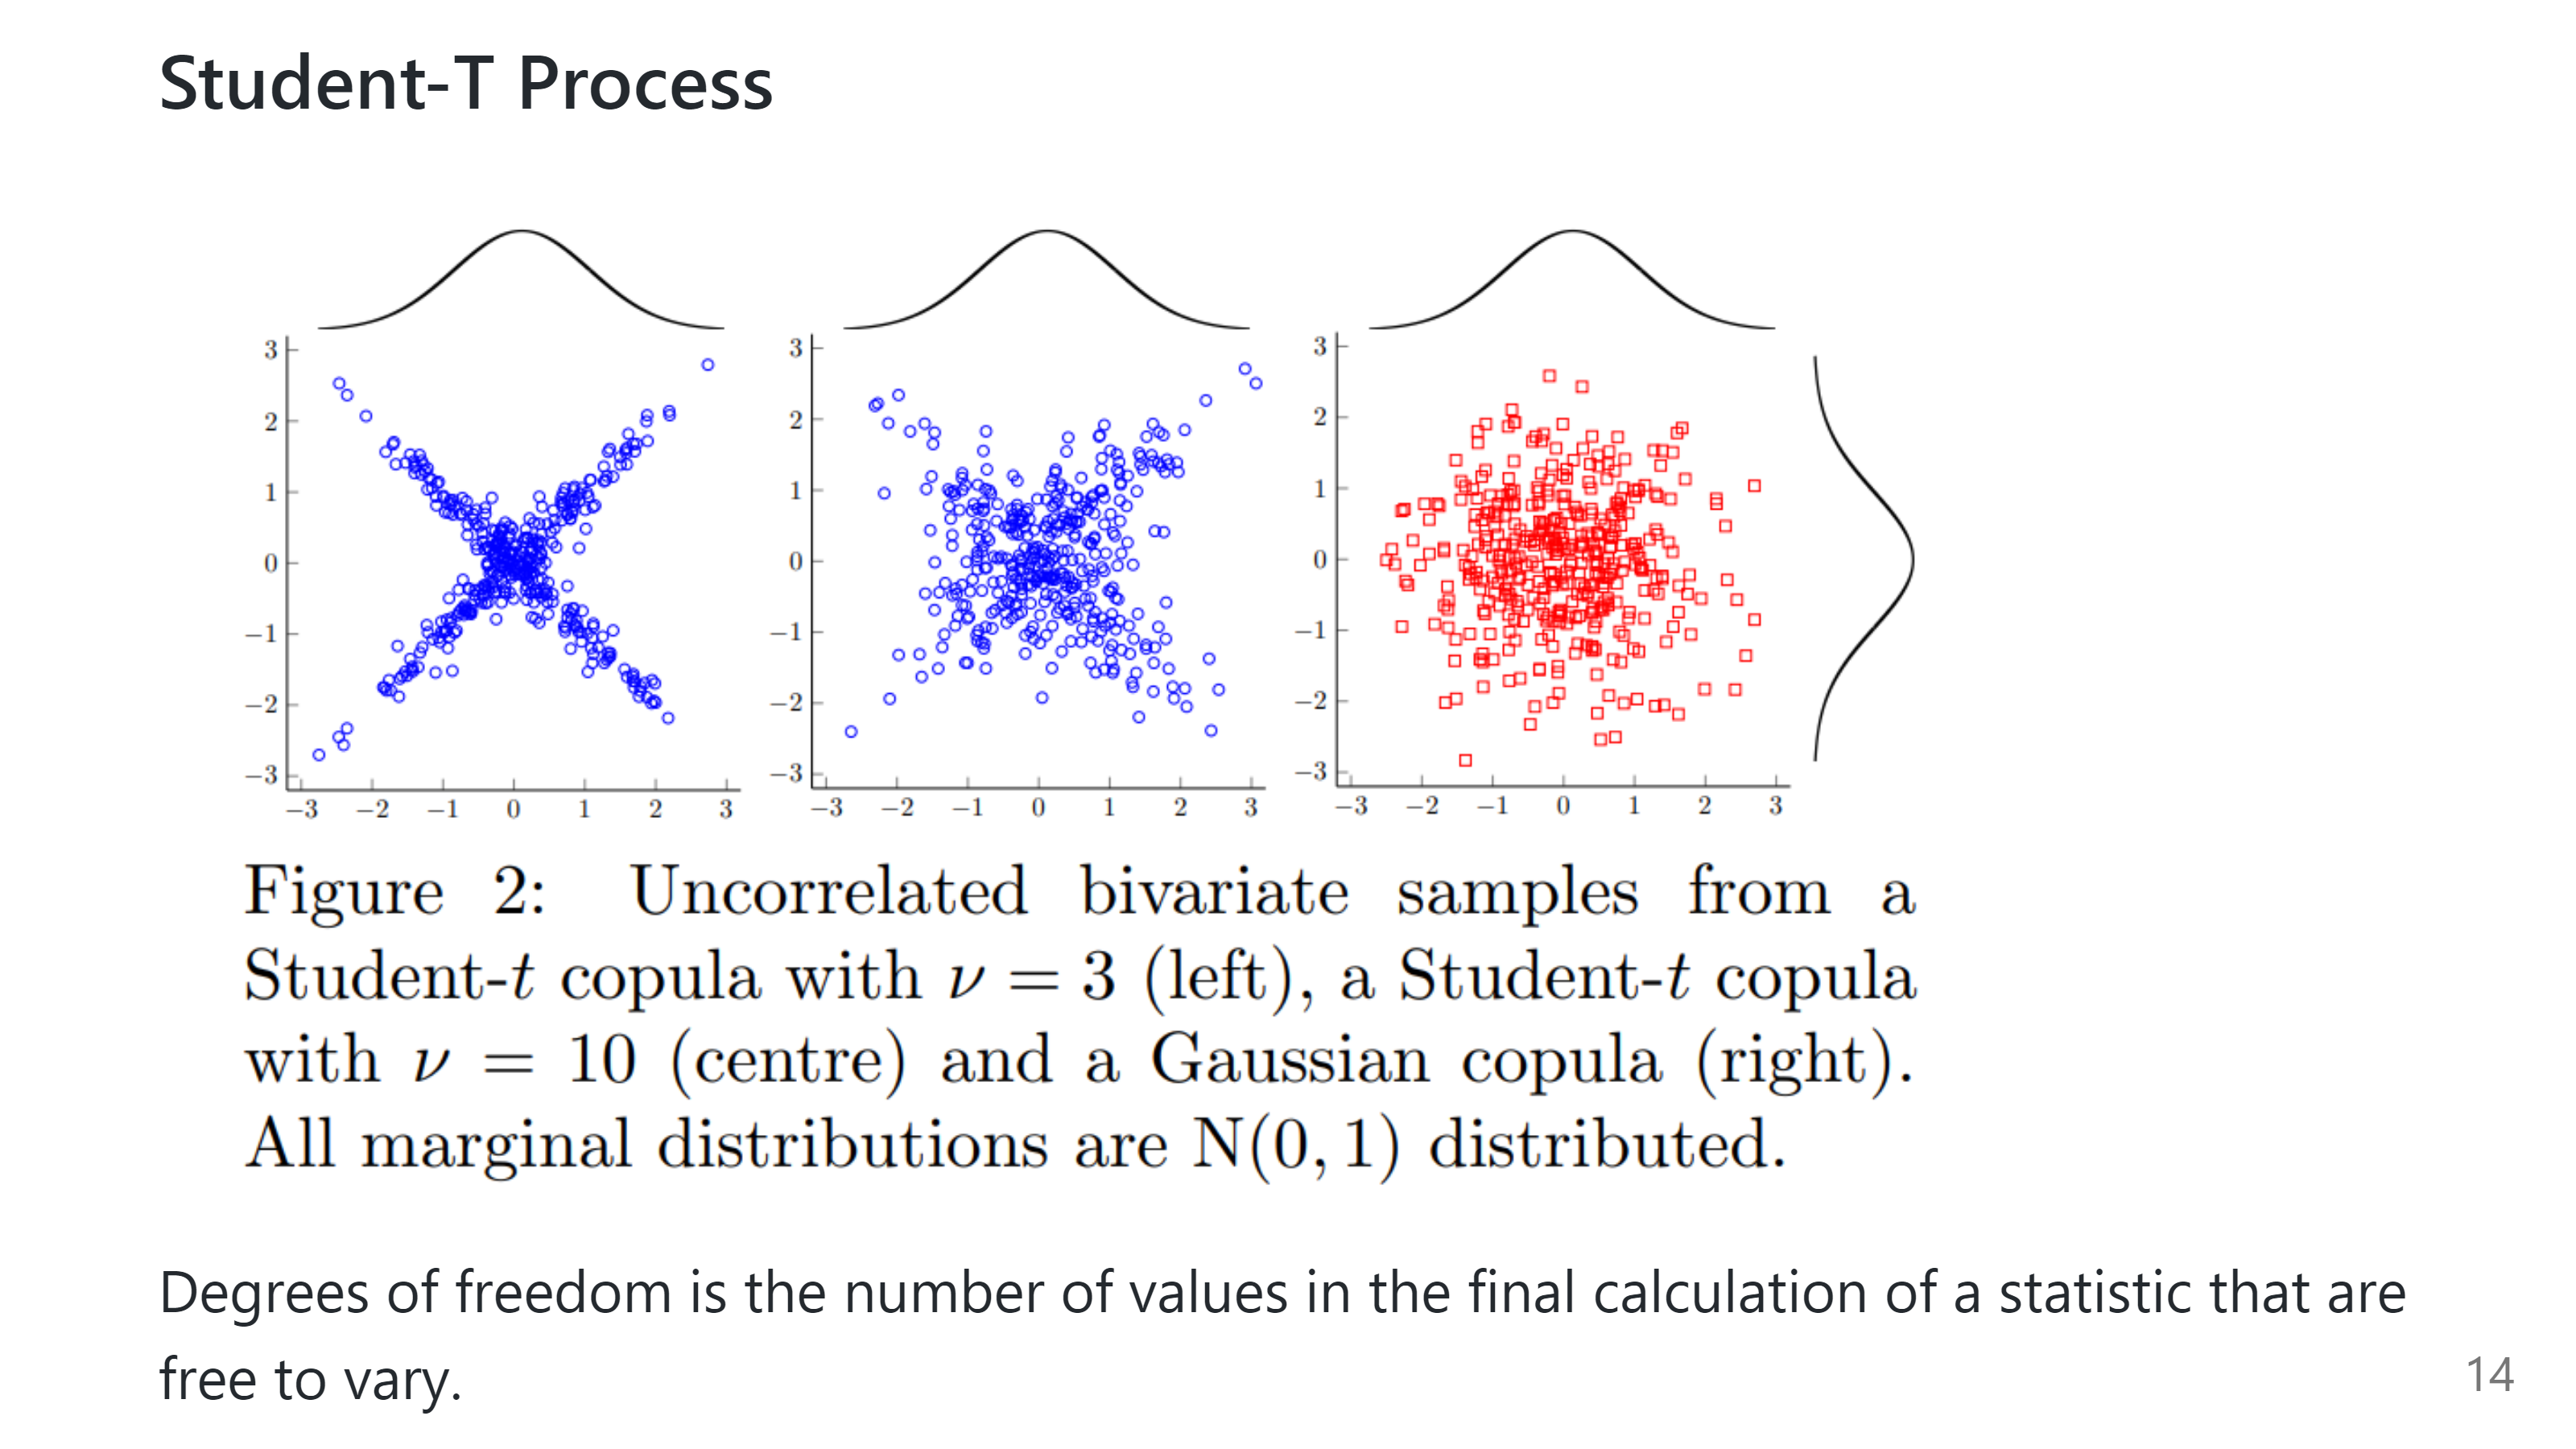 Student-T Process
3
2
1
0
−1
−2
−3
−3 −2 −1 0 1 2 3
3
2
1
0
−1
−2
−3
−3 −2 −1 0 1 2 3
3
2
1
0
−1
−2
−3
−3 −2 −1 0 1 2 3
Figure 2: Uncorrelated bivariate samples from a
Student-t copula with ν = 3 (left), a Student-t copula
with ν = 10 (centre) and a Gaussian copula (right).
All marginal distributions are N(0, 1) distributed.
Degrees of freedom is the number of values in the final calculation of a statistic that are
free to vary.
14